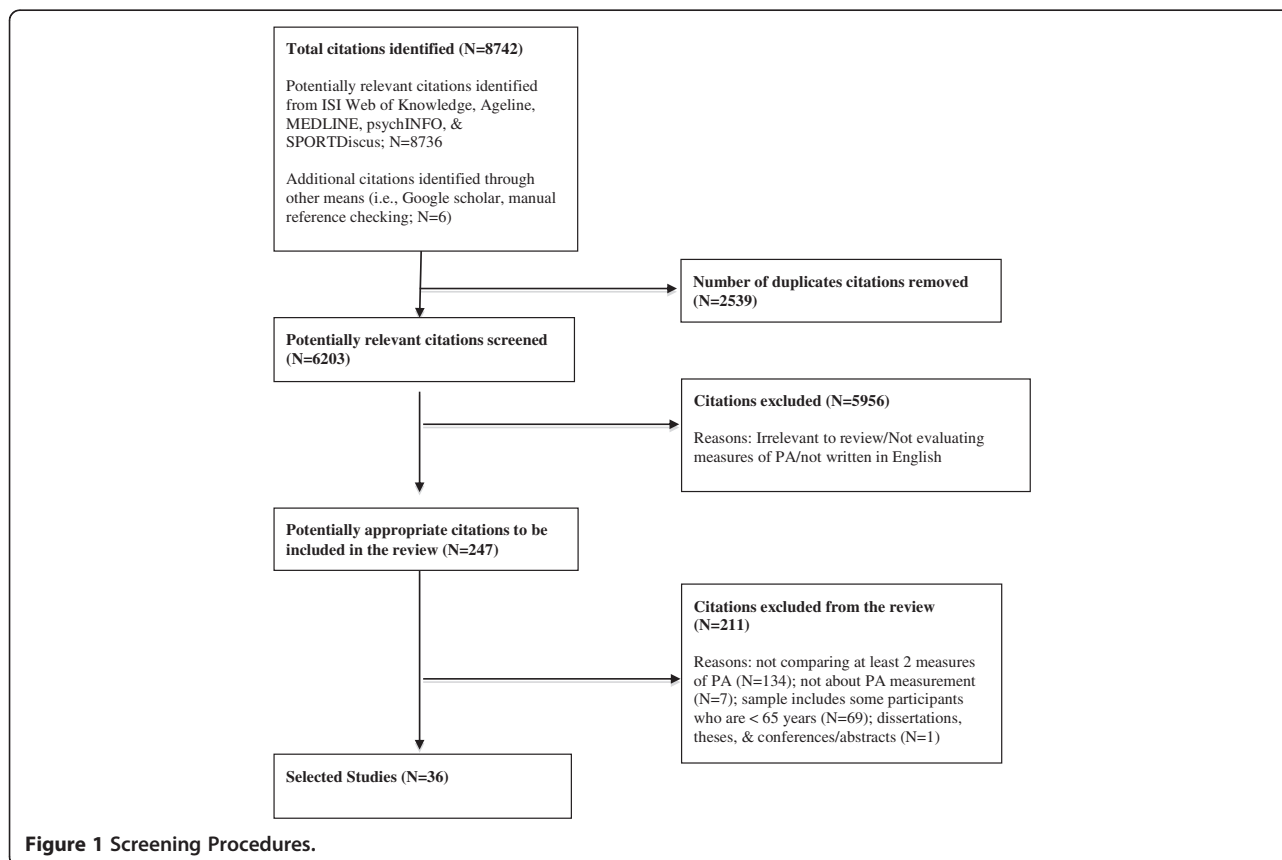 Total citations identified (N=8742)
Potentially relevant citations identified
from ISI Web of Knowledge, Ageline,
MEDLINE, psychINFO, &
SPORTDiscus; N=8736
Additional citations identified through
other means (i.e., Google scholar, manual
reference checking; N=6)
Number of duplicates citations removed
(N=2539)
Potentially relevant citations screened
(N=6203)
Citations excluded (N=5956)
Reasons: Irrelevant to review/Not evaluating
measures of PA/not written in English
Potentially appropriate citations to be
included in the review (N=247)
Citations excluded from the review
(N=211)
Reasons: not comparing at least 2 measures
of PA (N=134); not about PA measurement
(N=7); sample includes some participants
who are < 65 years (N=69); dissertations,
theses, & conferences/abstracts (N=1)
Selected Studies (N=36)
Figure 1 Screening Procedures.